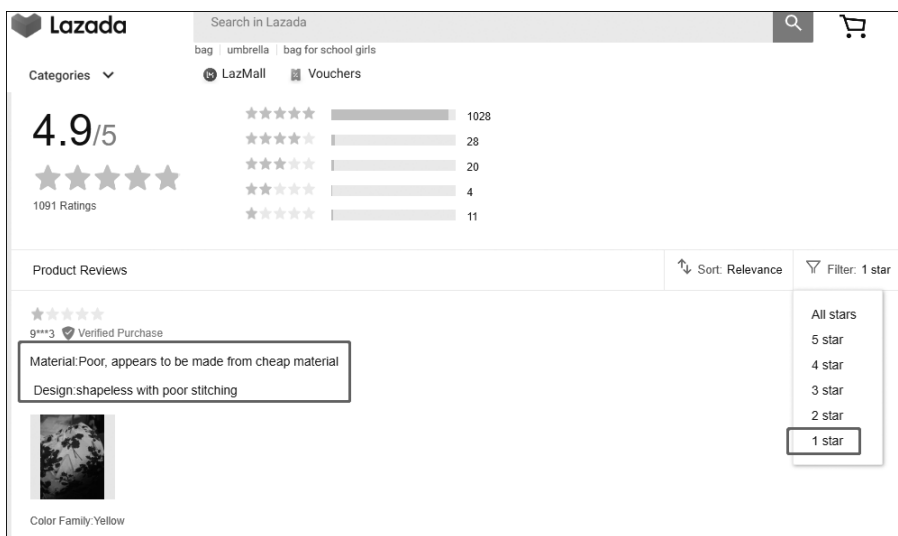 Lazada
Search in Lazada
bag umbrella bag for school girls
Categories
LazMall Vouchers
4.9/5
1091 Ratings
1028
28
20
4
11
Product Reviews
Sort: Relevance
Filter: 1 star
All stars
5 star
4 star
3 star
2 star
1 star
9***3 Verified Purchase
Material:Poor, appears to be made from cheap material
Design:shapeless with poor stitching
Color Family:Yellow